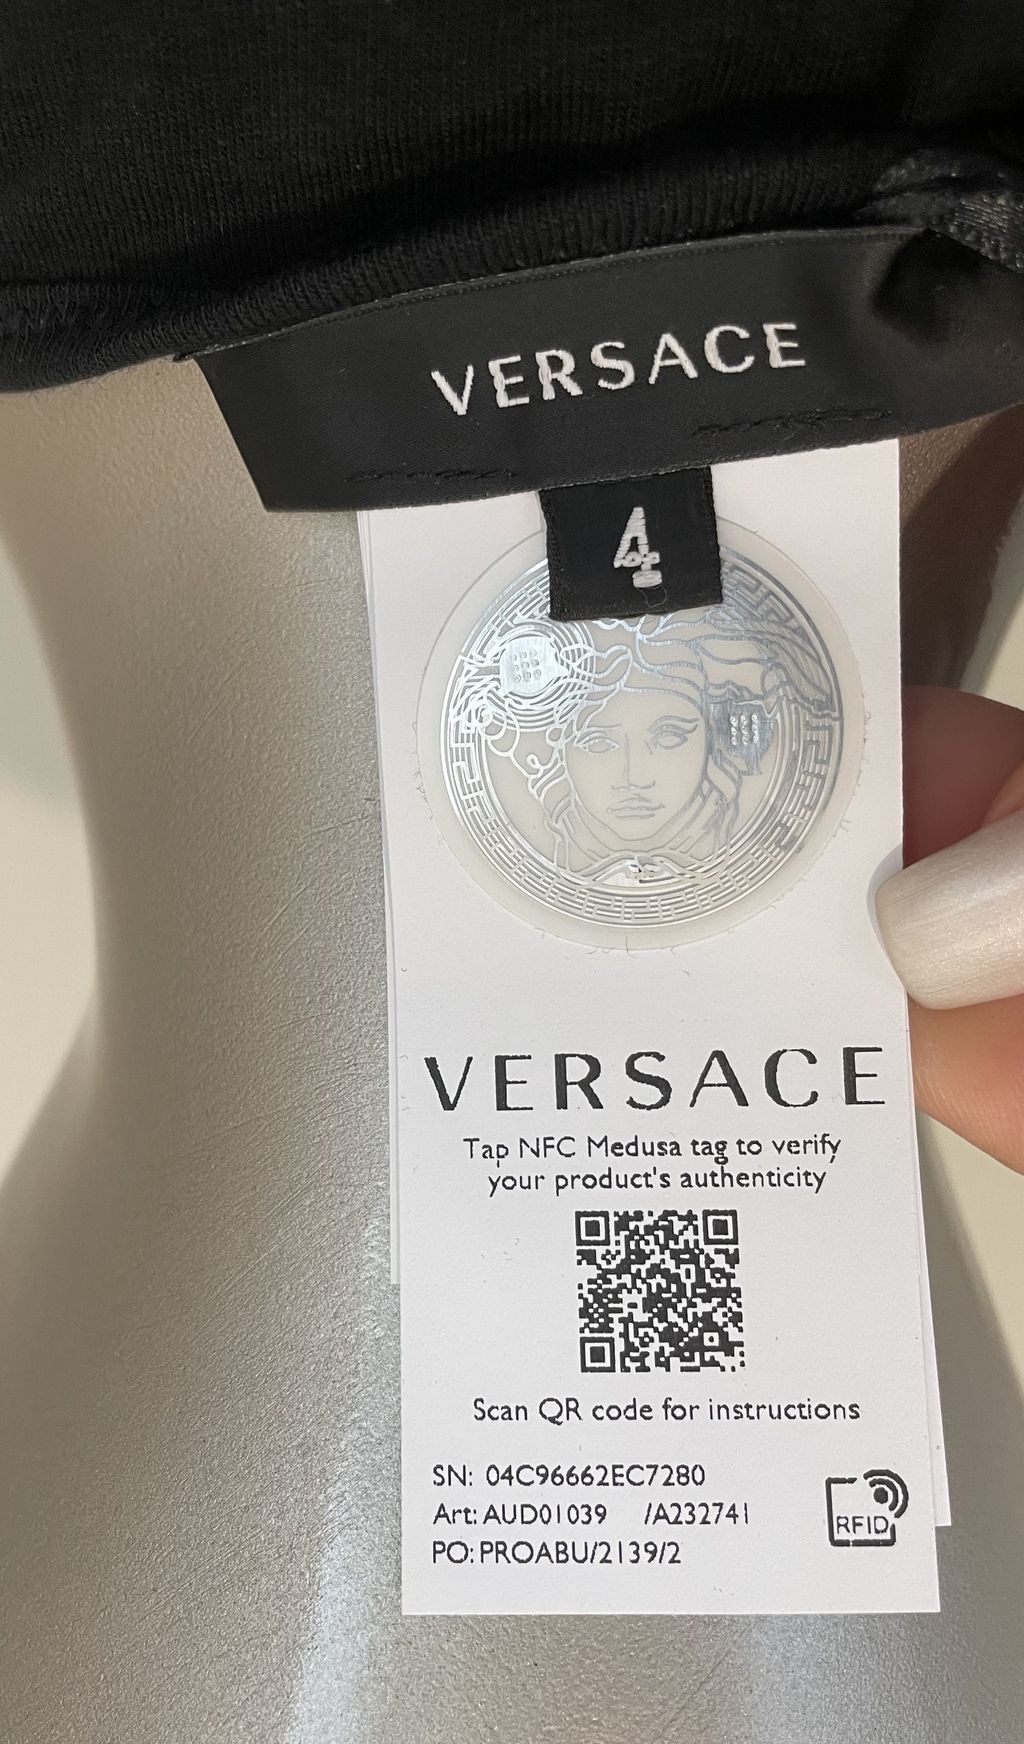 VERSACE
4
VERSACE
Tap NFC Medusa tag to verify
your product's authenticity
Scan QR code for instructions
SN: 04C96662EC7280
Art: AUD01039 /A232741
PO: PROABU/2139/2
RFID